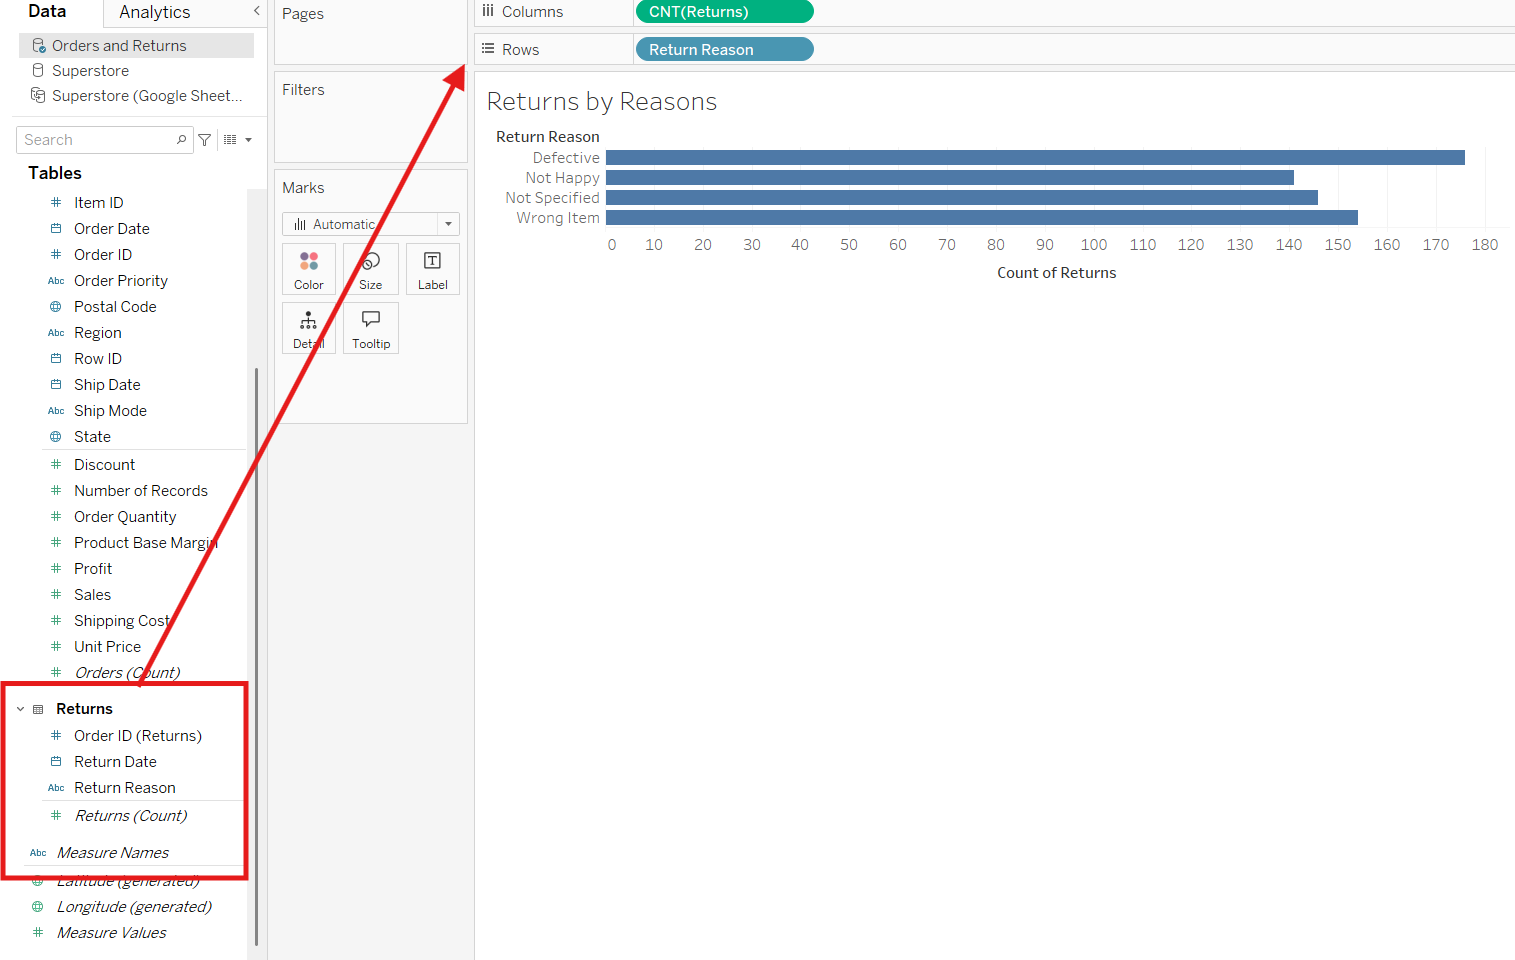 Data
Analytics
Orders and Returns
Superstore
Superstore (Google Sheet...
Search
Tables
# Item ID
Order Date
# Order ID
Abc Order Priority
Postal Code
Abc Region
Row ID
Ship Date
Abc Ship Mode
State
# Discount
# Number of Records
# Order Quantity
# Product Base Margin
# Profit
# Sales
# Shipping Cost
# Unit Price
# Orders (Count)
Returns
# Order ID (Returns)
Return Date
Abc Return Reason
# Returns (Count)
Abc Measure Names
Latitude (generated)
Longitude (generated)
# Measure Values
Pages
Filters
Marks
Automatic
Color Size Label
Detail Tooltip
Columns CNT(Returns)
Rows Return Reason
Returns by Reasons
Return Reason
Defective
Not Happy
Not Specified
Wrong Item
0 10 20 30 40 50 60 70 80 90 100 110 120 130 140 150 160 170 180
Count of Returns